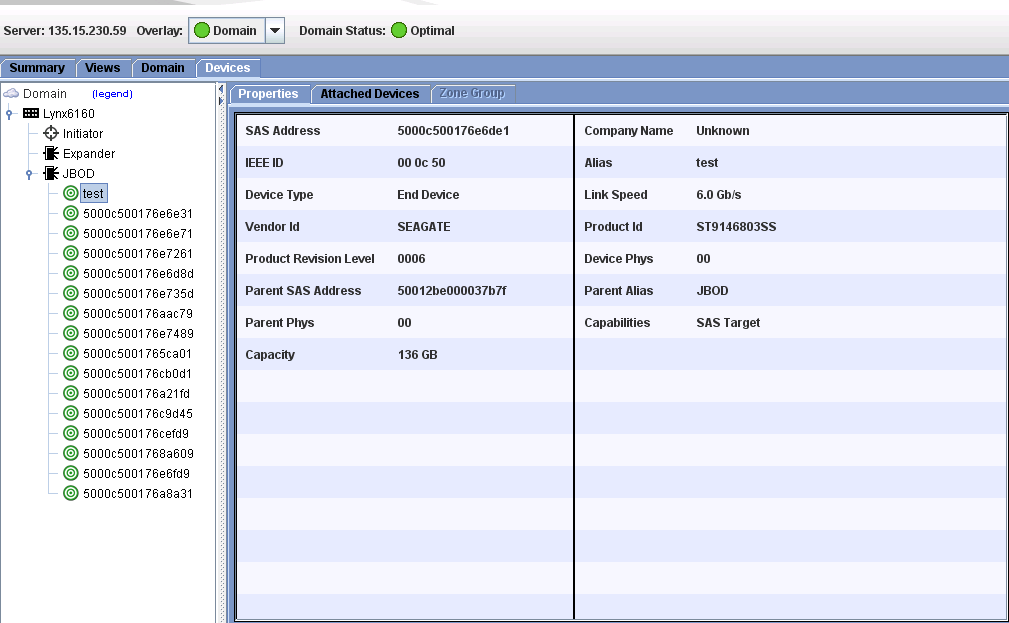 Server: 135.15.230.59 Overlay: Domain Domain Status: Optimal
Summary Views Domain Devices
Domain (legend)
Lynx6160
Initiator
Expander
JBOD
test
5000c500176e6e31
5000c500176e6e71
5000c500176e7261
5000c500176e6d8d
5000c500176e735d
5000c500176aac79
5000c500176e7489
5000c5001765ca01
5000c500176cb0d1
5000c500176a21fd
5000c500176c9d45
5000c500176cefd9
5000c5001768a609
5000c500176e6fd9
5000c500176a8a31
Properties Attached Devices Zone Group
SAS Address 5000c500176e6de1 Company Name Unknown
IEEE ID 00 0c 50 Alias test
Device Type End Device Link Speed 6.0 Gb/s
Vendor Id SEAGATE Product Id ST9146803SS
Product Revision Level 0006 Device Phys 00
Parent SAS Address 50012be000037b7f Parent Alias JBOD
Parent Phys 00 Capabilities SAS Target
Capacity 136 GB